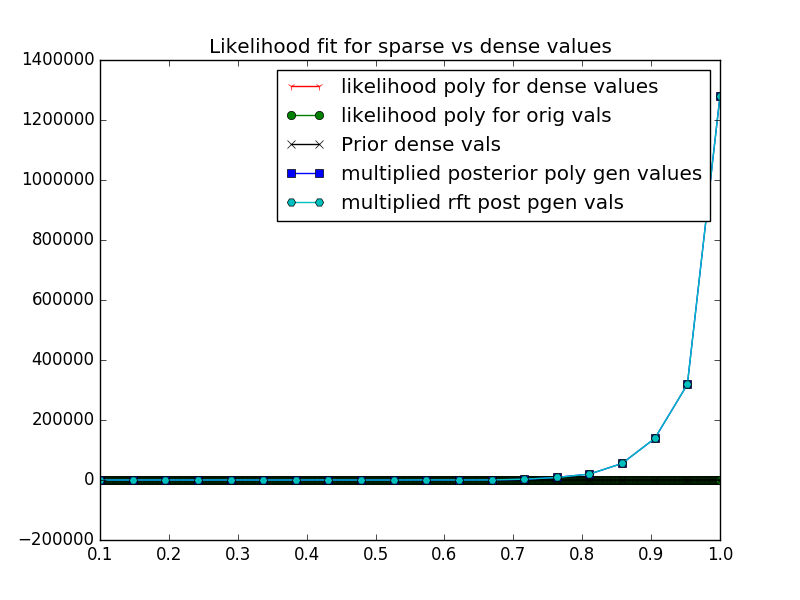 Likelihood fit for sparse vs dense values
1400000
1200000
1000000
800000
600000
400000
200000
0
−200000
likelihood poly for dense values
likelihood poly for orig vals
Prior dense vals
multiplied posterior poly gen values
multiplied rft post pgen vals
0.1 0.2 0.3 0.4 0.5 0.6 0.7 0.8 0.9 1.0